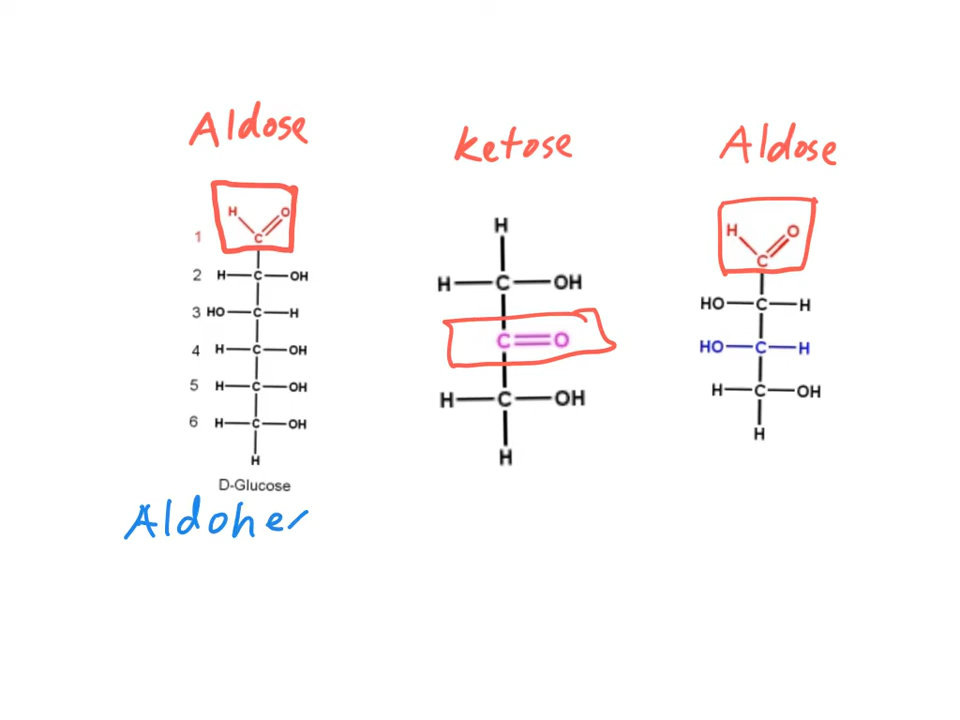 Aldose
ketose
Aldose
H O
1 C
2 H C OH
3 HO C H
4 H C OH
5 H C OH
6 H C OH
H
D-Glucose
Aldohe
H
H C OH
C O
H C OH
H
H O
C
HO C H
HO C H
H C OH
H